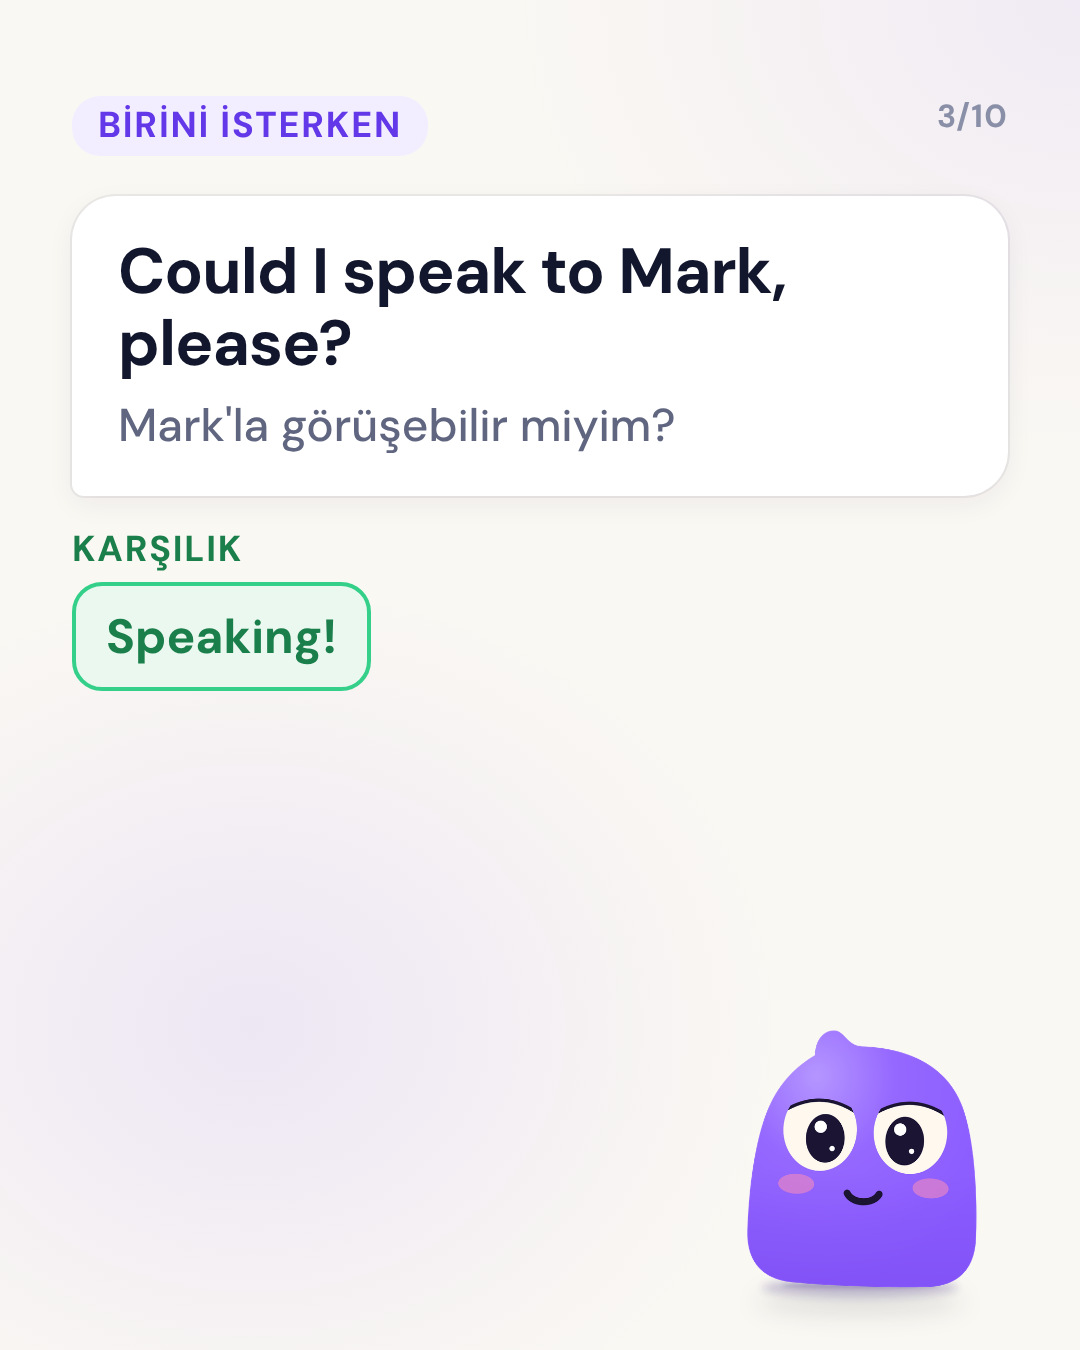 BİRİNİ İSTERKEN
3/10
Could I speak to Mark,
please?
Mark'la görüşebilir miyim?
KARŞILIK
Speaking!